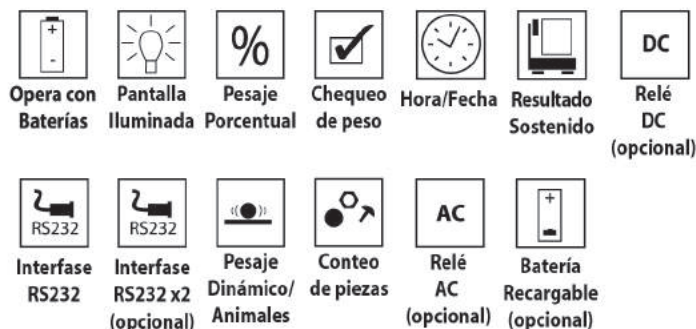 +
-
%
DC
Opera con
Baterías
Pantalla
Iluminada
Pesaje
Porcentual
Chequeo
de peso
Hora/Fecha
Resultado
Sostenido
Relé
DC
(opcional)
RS232
RS232
AC
+
Interfase
RS232
Interfase
RS232 x2
(opcional)
Pesaje
Dinámico/
Animales
Conteo
de piezas
Relé
AC
(opcional)
Batería
Recargable
(opcional)